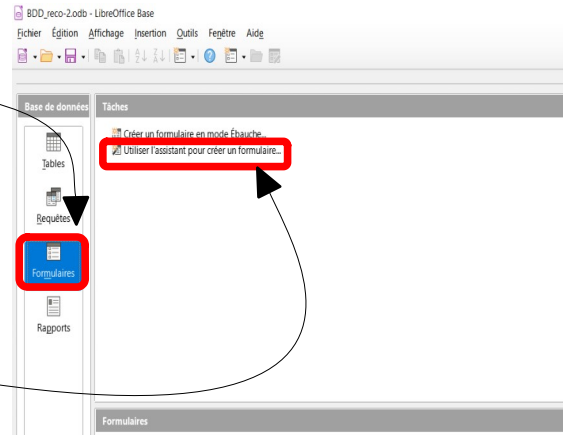 BDD_reco-2.odb - LibreOffice Base
Fichier Édition Affichage Insertion Outils Fenêtre Aide
Base de données
Tâches
Créer un formulaire en mode Ébauche...
Utiliser l'assistant pour créer un formulaire...
Tables
Requêtes
Formulaires
Rapports
Formulaires